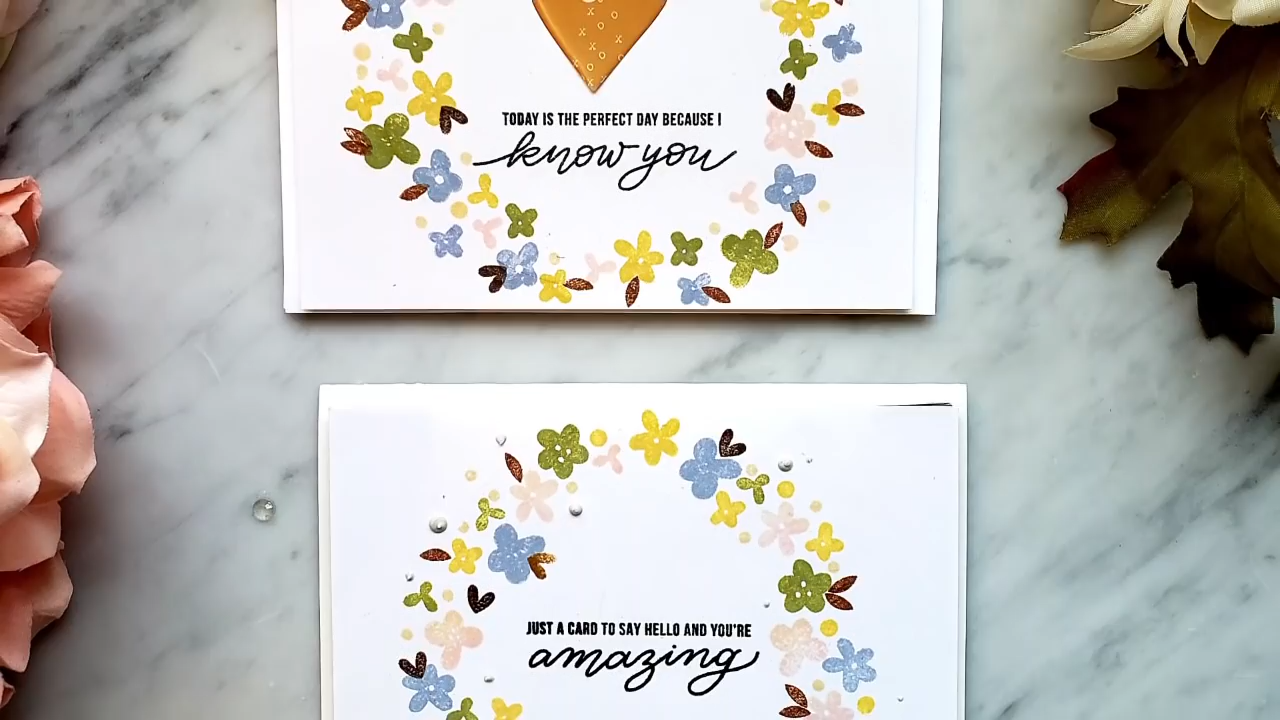 TODAY IS THE PERFECT DAY BECAUSE I
know you
JUST A CARD TO SAY HELLO AND YOU'RE
amazing